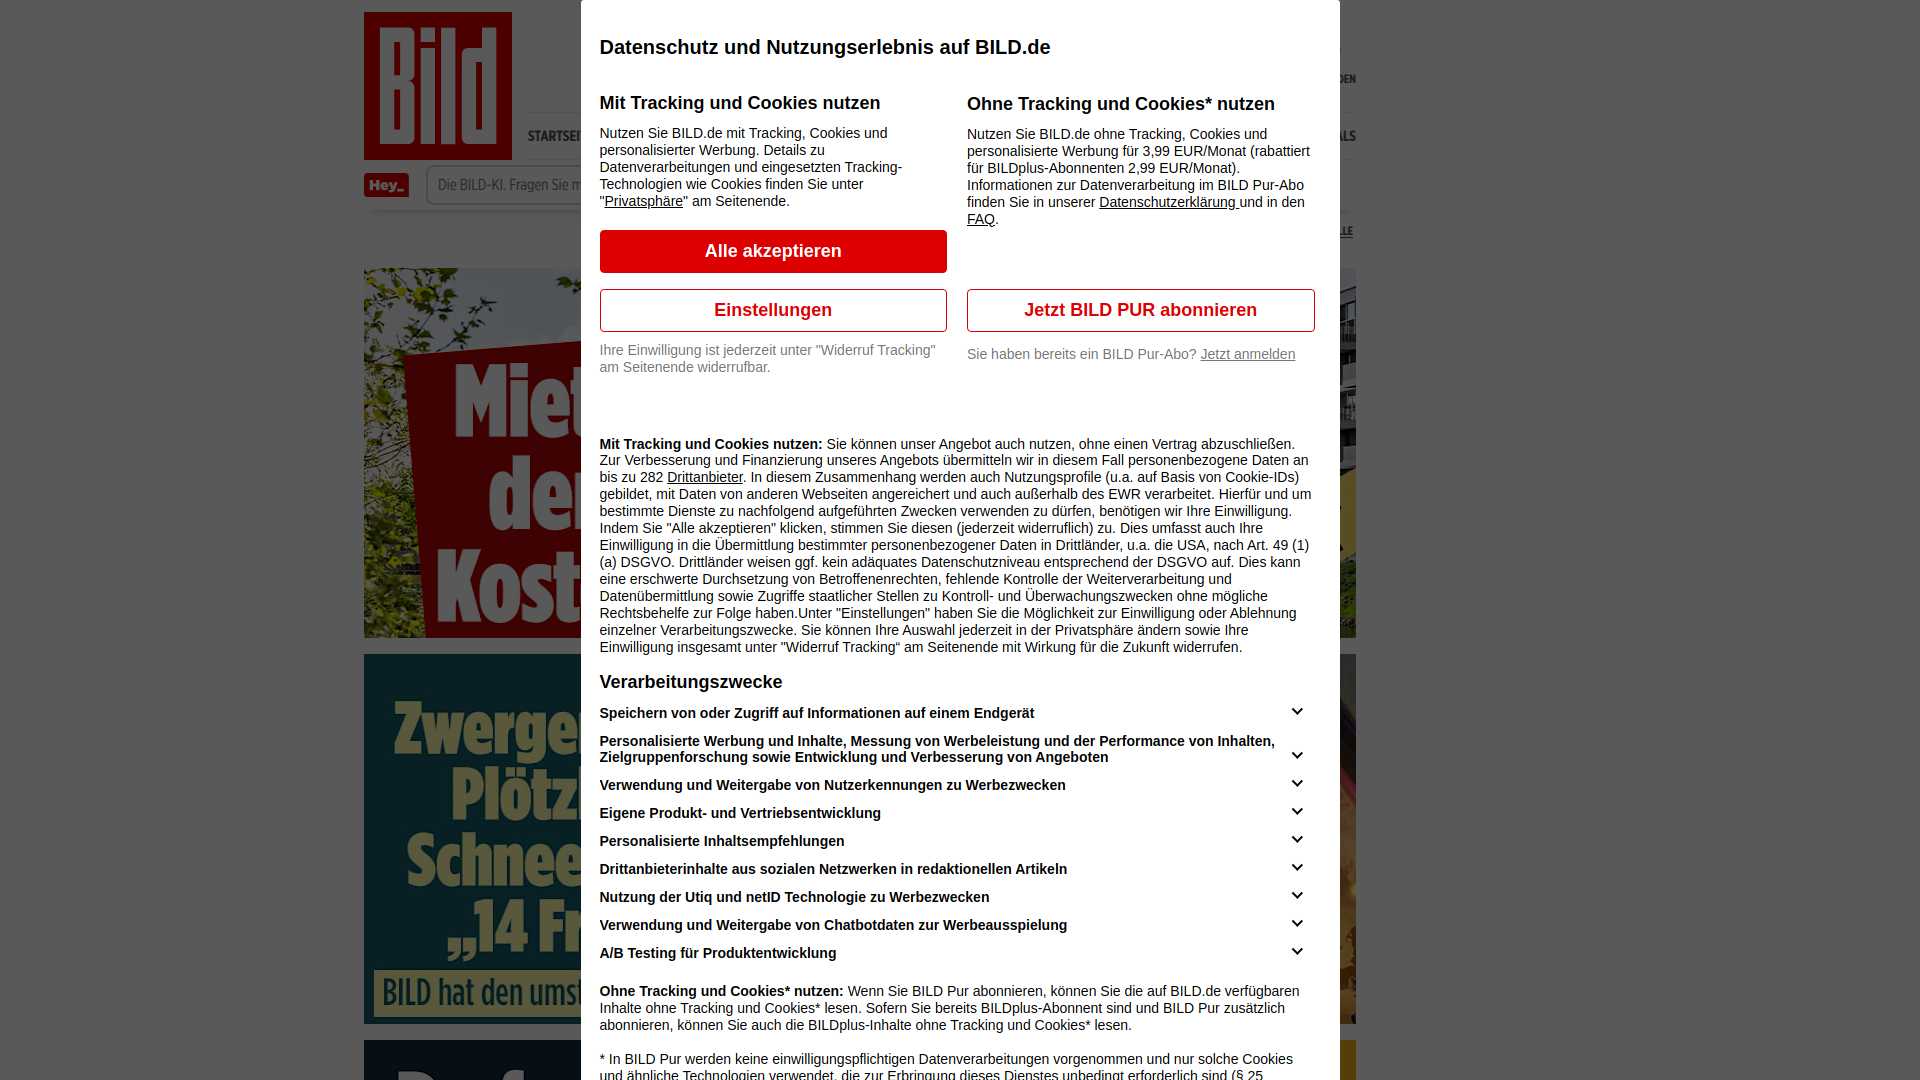 Bild
DEN
STARTSEI
ALS
Hey_
Die BILD-KI. Fragen Sie m
LLE
Miet
der
Kost
Zwerge
Plötzl
Schnee
„14 Fr
BILD hat den umst
Datenschutz und Nutzungserlebnis auf BILD.de
Mit Tracking und Cookies nutzen
Nutzen Sie BILD.de mit Tracking, Cookies und
personalisierter Werbung. Details zu
Datenverarbeitungen und eingesetzten Tracking-
Technologien wie Cookies finden Sie unter
"Privatsphäre" am Seitenende.
Alle akzeptieren
Einstellungen
Ihre Einwilligung ist jederzeit unter "Widerruf Tracking"
am Seitenende widerrufbar.
Ohne Tracking und Cookies* nutzen
Nutzen Sie BILD.de ohne Tracking, Cookies und
personalisierte Werbung für 3,99 EUR/Monat (rabattiert
für BILDplus-Abonnenten 2,99 EUR/Monat).
Informationen zur Datenverarbeitung im BILD Pur-Abo
finden Sie in unserer Datenschutzerklärung und in den
FAQ.
Jetzt BILD PUR abonnieren
Sie haben bereits ein BILD Pur-Abo? Jetzt anmelden
Mit Tracking und Cookies nutzen: Sie können unser Angebot auch nutzen, ohne einen Vertrag abzuschließen.
Zur Verbesserung und Finanzierung unseres Angebots übermitteln wir in diesem Fall personenbezogene Daten an
bis zu 282 Drittanbieter. In diesem Zusammenhang werden auch Nutzungsprofile (u.a. auf Basis von Cookie-IDs)
gebildet, mit Daten von anderen Webseiten angereichert und auch außerhalb des EWR verarbeitet. Hierfür und um
bestimmte Dienste zu nachfolgend aufgeführten Zwecken verwenden zu dürfen, benötigen wir Ihre Einwilligung.
Indem Sie "Alle akzeptieren" klicken, stimmen Sie diesen (jederzeit widerruflich) zu. Dies umfasst auch Ihre
Einwilligung in die Übermittlung bestimmter personenbezogener Daten in Drittländer, u.a. die USA, nach Art. 49 (1)
(a) DSGVO. Drittländer weisen ggf. kein adäquates Datenschutzniveau entsprechend der DSGVO auf. Dies kann
eine erschwerte Durchsetzung von Betroffenenrechten, fehlende Kontrolle der Weiterverarbeitung und
Datenübermittlung sowie Zugriffe staatlicher Stellen zu Kontroll- und Überwachungszwecken ohne mögliche
Rechtsbehelfe zur Folge haben.Unter "Einstellungen" haben Sie die Möglichkeit zur Einwilligung oder Ablehnung
einzelner Verarbeitungszwecke. Sie können Ihre Auswahl jederzeit in der Privatsphäre ändern sowie Ihre
Einwilligung insgesamt unter "Widerruf Tracking“ am Seitenende mit Wirkung für die Zukunft widerrufen.
Verarbeitungszwecke
Speichern von oder Zugriff auf Informationen auf einem Endgerät
Personalisierte Werbung und Inhalte, Messung von Werbeleistung und der Performance von Inhalten,
Zielgruppenforschung sowie Entwicklung und Verbesserung von Angeboten
Verwendung und Weitergabe von Nutzerkennungen zu Werbezwecken
Eigene Produkt- und Vertriebsentwicklung
Personalisierte Inhaltsempfehlungen
Drittanbieterinhalte aus sozialen Netzwerken in redaktionellen Artikeln
Nutzung der Utiq und netID Technologie zu Werbezwecken
Verwendung und Weitergabe von Chatbotdaten zur Werbeausspielung
A/B Testing für Produktentwicklung
Ohne Tracking und Cookies* nutzen: Wenn Sie BILD Pur abonnieren, können Sie die auf BILD.de verfügbaren
Inhalte ohne Tracking und Cookies* lesen. Sofern Sie bereits BILDplus-Abonnent sind und BILD Pur zusätzlich
abonnieren, können Sie auch die BILDplus-Inhalte ohne Tracking und Cookies* lesen.
* In BILD Pur werden keine einwilligungspflichtigen Datenverarbeitungen vorgenommen und nur solche Cookies
und ähnliche Technologien verwendet, die zur Erbringung dieses Dienstes unbedingt erforderlich sind (§ 25